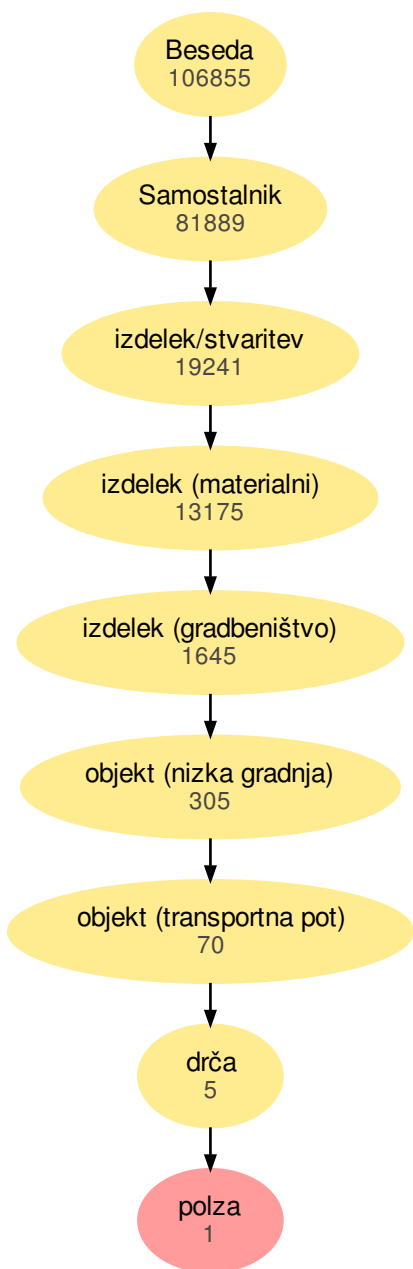 Beseda
106855
Samostalnik
81889
izdelek/stvaritev
19241
izdelek (materialni)
13175
izdelek (gradbeništvo)
1645
objekt (nizka gradnja)
305
objekt (transportna pot)
70
drča
5
polza
1